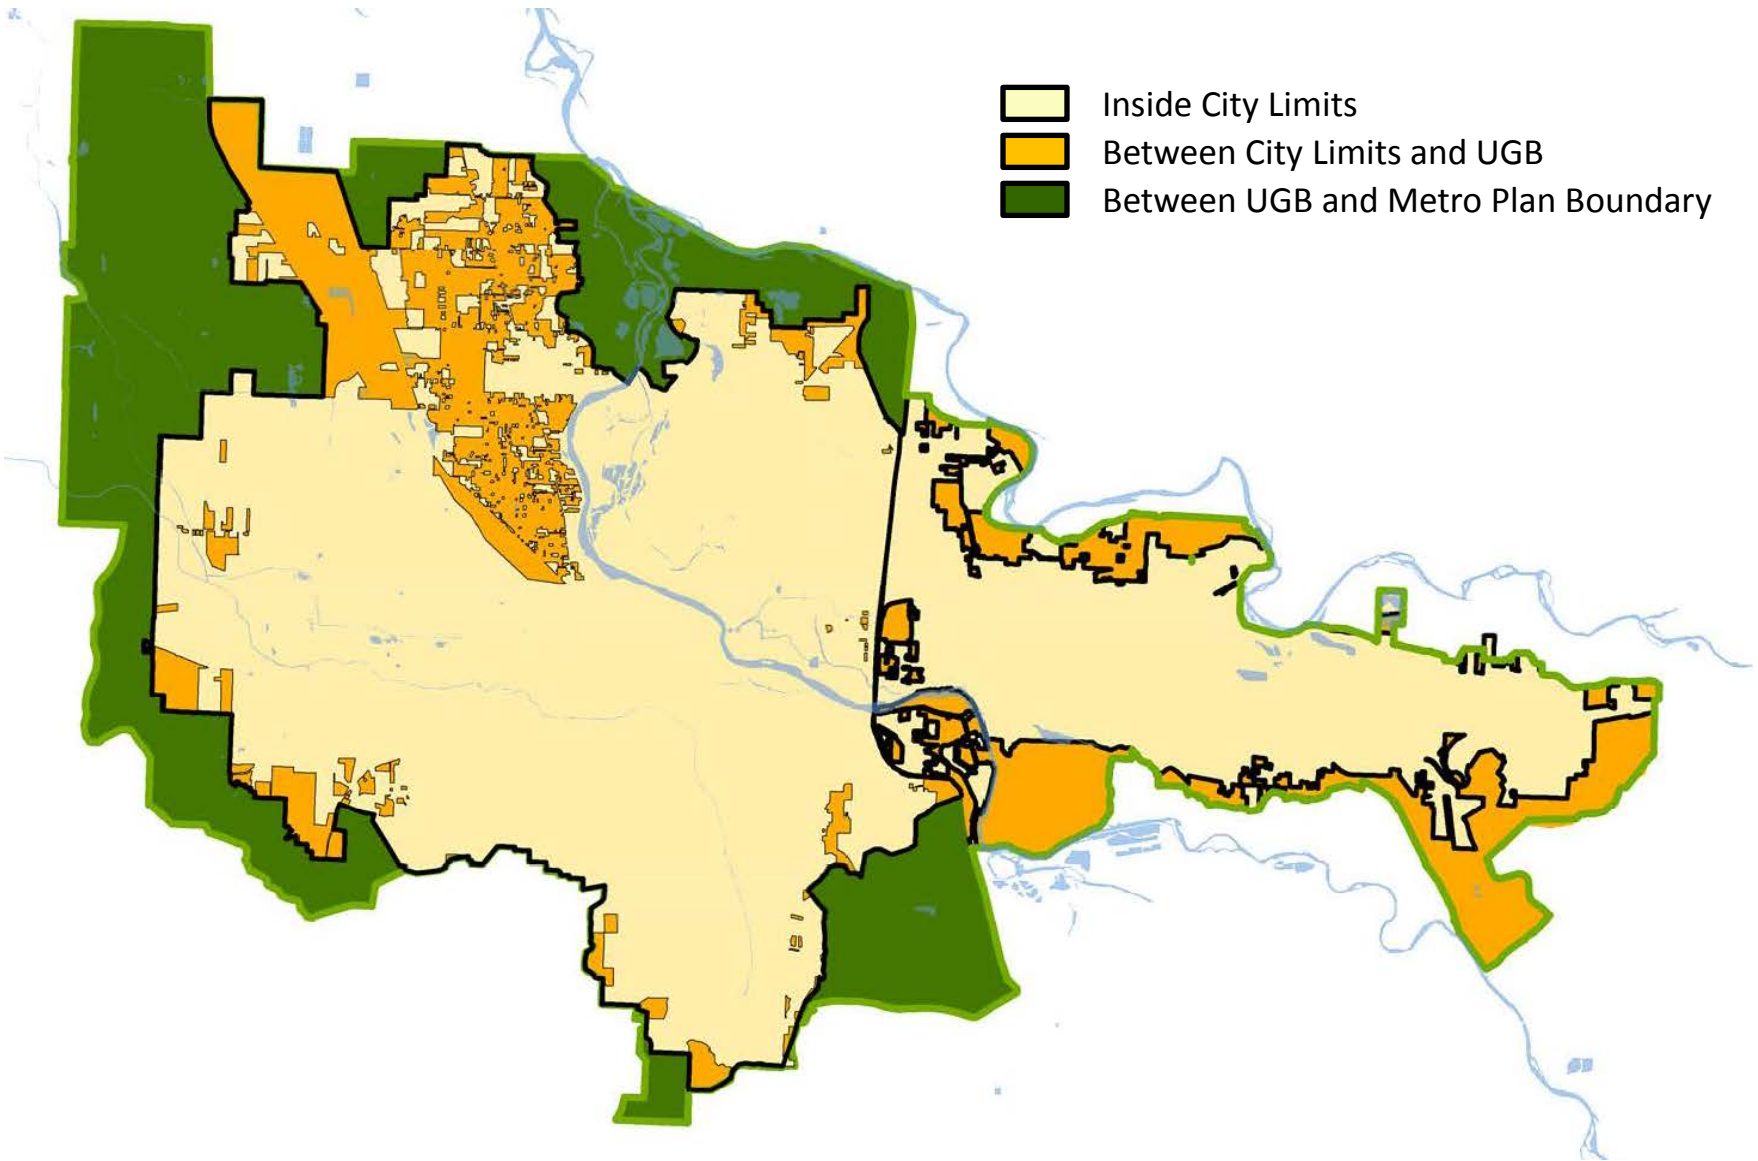 Inside City Limits
Between City Limits and UGB
Between UGB and Metro Plan Boundary